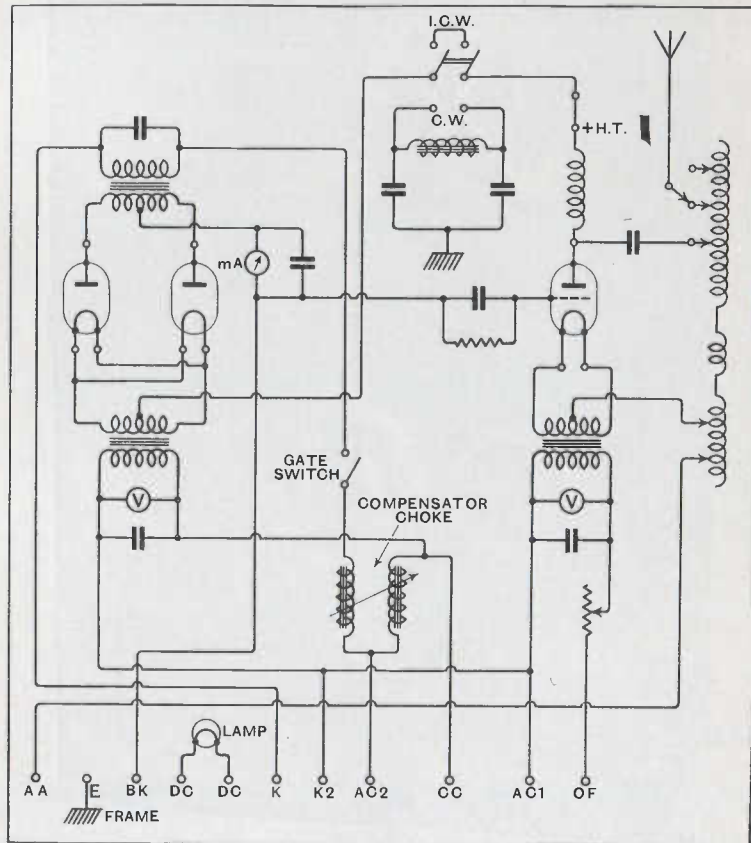 I.C.W.
C.W.
+H.T.
mA
V
V
GATE
SWITCH
COMPENSATOR
CHOKE
LAMP
AA
E
BK
DC
DC
K
K2
AC2
CC
AC1
OF
FRAME